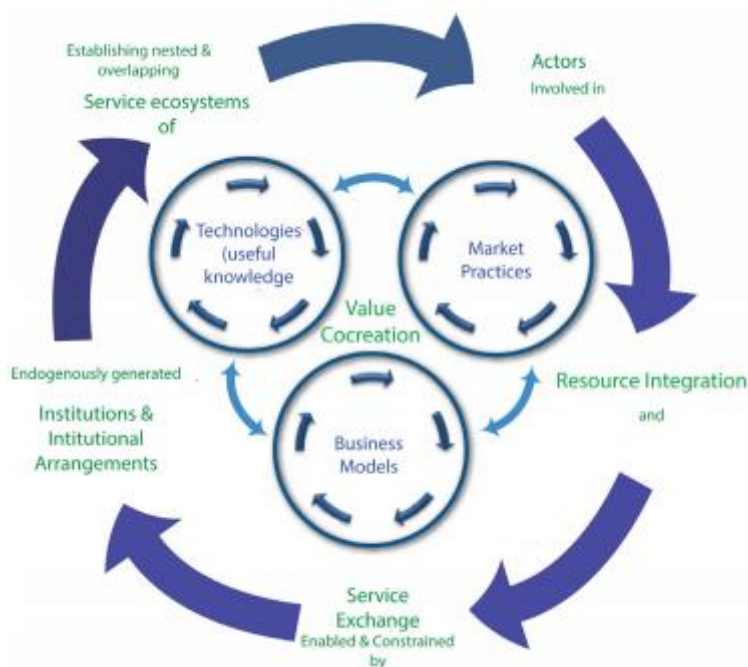 Establishing nested &
overlapping
Service ecosystems
of
Actors
Involved in
Technologies
(useful
knowledge
Market
Practices
Value
Cocreation
Endogenously generated
Institutions &
Intitutional
Arrangements
Resource Integration
and
Business
Models
Service
Exchange
Enabled & Constrained
by